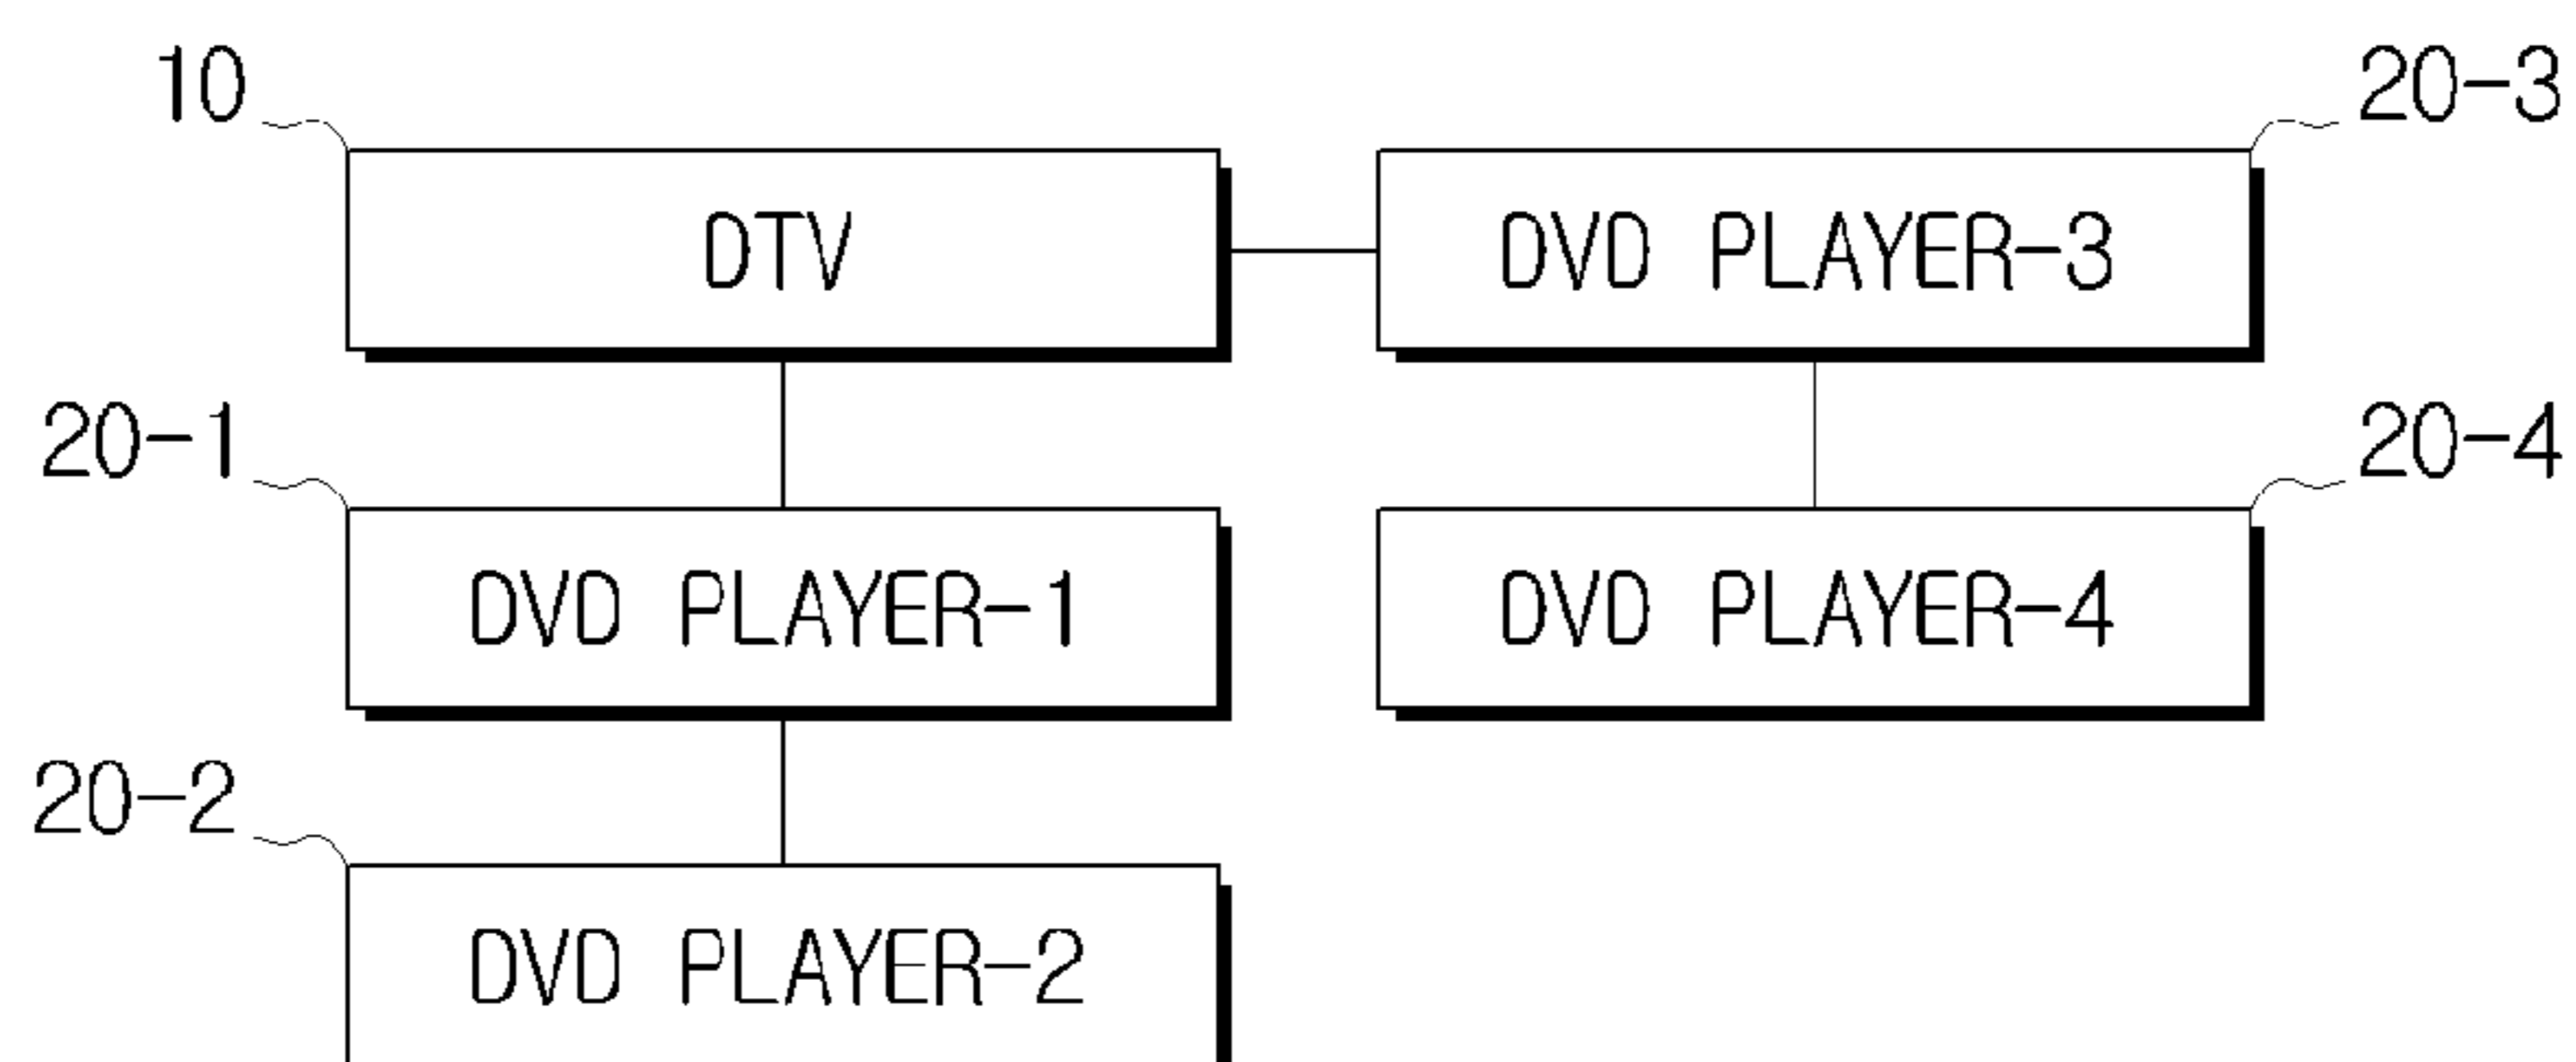 10
20-3
DTV
DVD PLAYER-3
20-1
20-4
DVD PLAYER-1
DVD PLAYER-4
20-2
DVD PLAYER-2